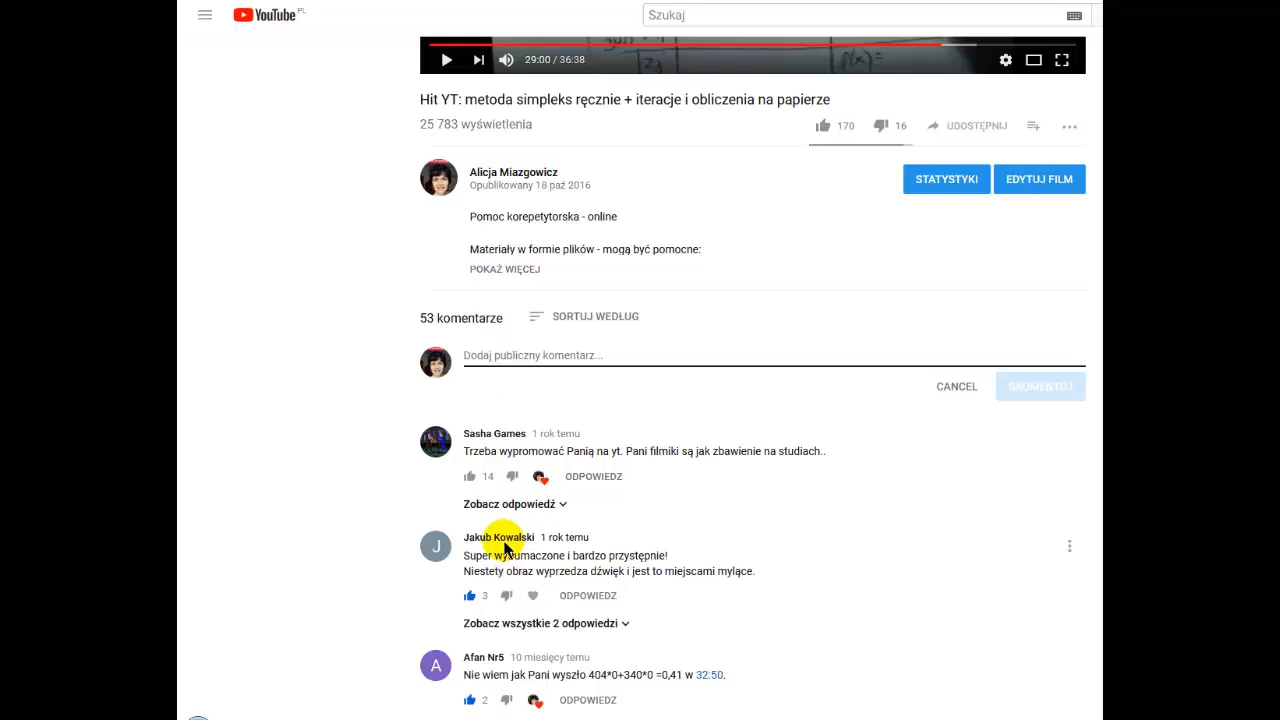 YouTube PL
Szukaj
29:00 / 36:38
Hit YT: metoda simpleks ręcznie + iteracje i obliczenia na papierze
25 783 wyświetlenia
170
16
UDOSTĘPNIJ
Alicja Miazgowicz
Opublikowany 18 paź 2016
STATYSTYKI
EDYTUJ FILM
Pomoc korepetytorska - online
Materiały w formie plików - mogą być pomocne:
POKAŻ WIĘCEJ
53 komentarze
SORTUJ WEDŁUG
Dodaj publiczny komentarz...
CANCEL
SKOMENTUJ
Sasha Games 1 rok temu
Trzeba wypromować Panią na yt. Pani filmiki są jak zbawienie na studiach..
14
ODPOWIEDZ
Zobacz odpowiedź
J
Jakub Kowalski 1 rok temu
Super wytłumaczone i bardzo przystępnie!
Niestety obraz wyprzedza dźwięk i jest to miejscami mylące.
3
ODPOWIEDZ
Zobacz wszystkie 2 odpowiedzi
A
Afan Nr5 10 miesięcy temu
Nie wiem jak Pani wyszło 404*0+340*0 =0,41 w 32:50.
2
ODPOWIEDZ